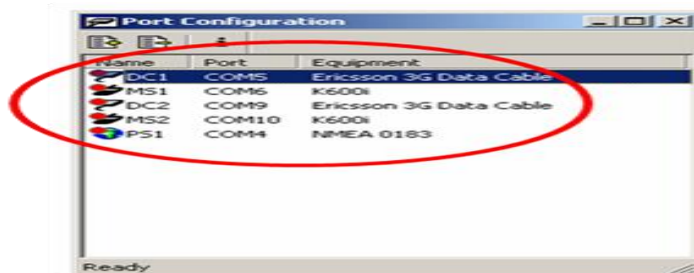 Port Configuration
Name Port Equipment
DC1 COM5 Ericsson 3G Data Cable
MS1 COM6 K600i
DC2 COM9 Ericsson 3G Data Cable
MS2 COM10 K600i
PS1 COM4 NMEA 0183
Ready